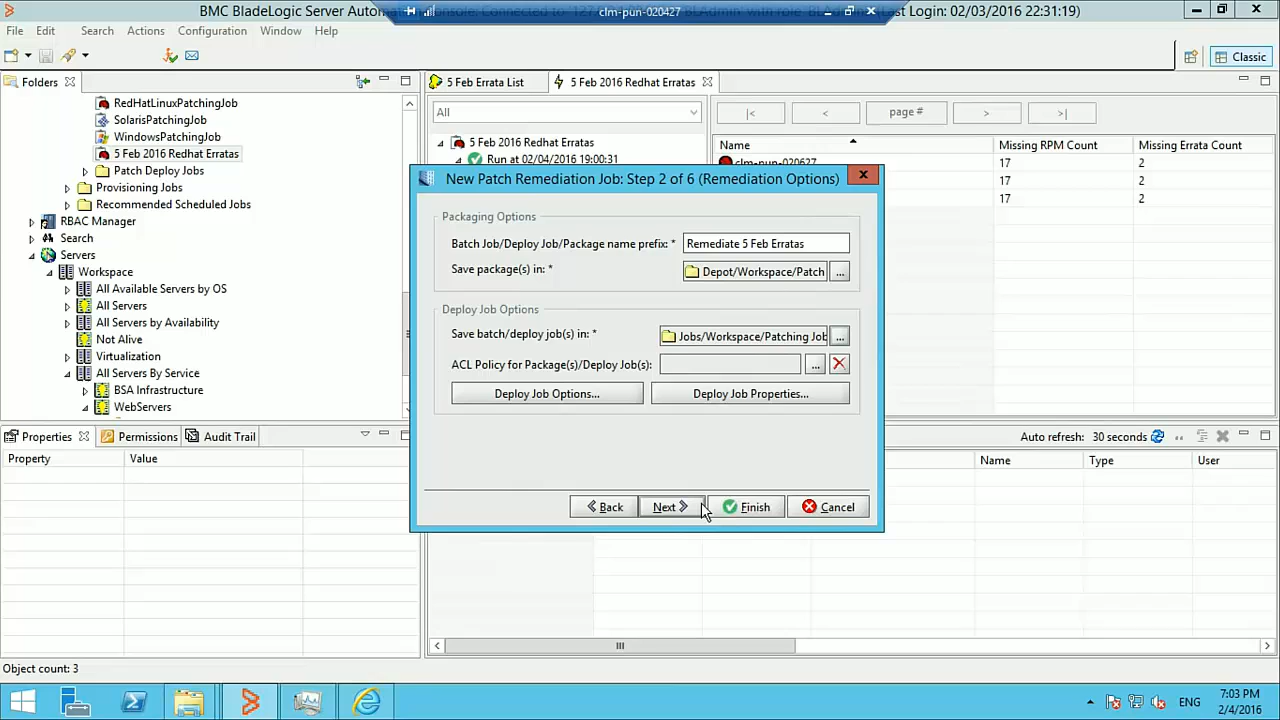 BMC BladeLogic Server Automa
clm-pun-020427
(Last Login: 02/03/2016 22:31:19)
File Edit Search Actions Configuration Window Help
Classic
Folders
5 Feb Errata List
5 Feb 2016 Redhat Erratas
RedHatLinuxPatchingJob
SolarisPatchingJob
WindowsPatchingJob
5 Feb 2016 Redhat Erratas
Patch Deploy Jobs
Provisioning Jobs
Recommended Scheduled Jobs
RBAC Manager
Search
Servers
Workspace
All Available Servers by OS
All Servers
All Servers by Availability
Not Alive
Virtualization
All Servers By Service
BSA Infrastructure
WebServers
All
|< < page # > >|
5 Feb 2016 Redhat Erratas
Run at 02/04/2016 19:00:31
Name Missing RPM Count Missing Errata Count
clm-pun-020627 17 2
17 2
17 2
New Patch Remediation Job: Step 2 of 6 (Remediation Options)
Packaging Options
Batch Job/Deploy Job/Package name prefix: * Remediate 5 Feb Erratas
Save package(s) in: * Depot/Workspace/Patch ...
Deploy Job Options
Save batch/deploy job(s) in: * Jobs/Workspace/Patching Job ...
ACL Policy for Package(s)/Deploy Job(s): ...
Deploy Job Options... Deploy Job Properties...
Back Next Finish Cancel
Properties Permissions Audit Trail
Property Value
Auto refresh: 30 seconds
Name Type User
Object count: 3
ENG
7:03 PM
2/4/2016